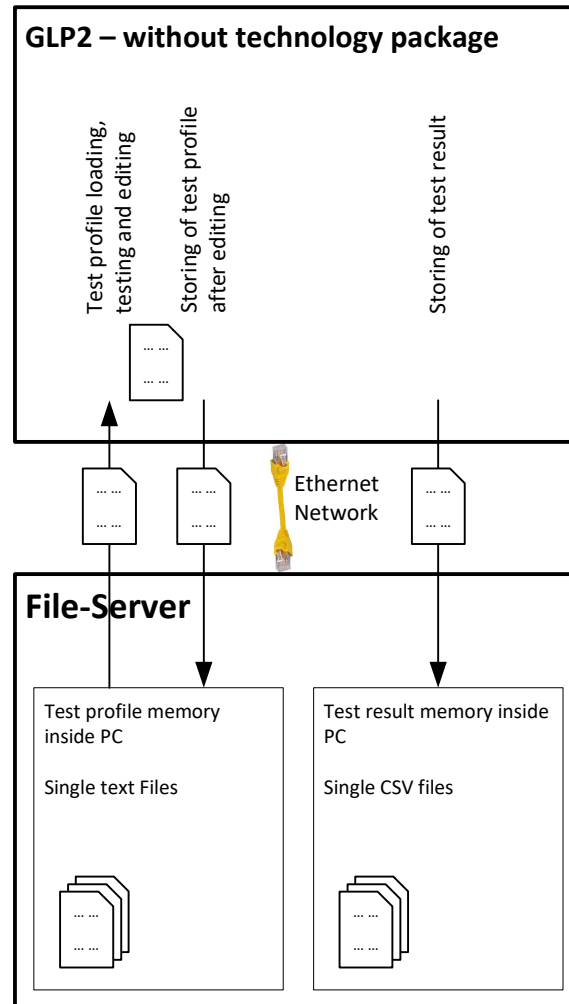 GLP2 – without technology package
Test profile loading,
testing and editing
Storing of test profile
after editing
Storing of test result
... ...
... ...
... ...
... ...
... ...
... ...
... ...
... ...
Ethernet
Network
File-Server
Test profile memory
inside PC
Single text Files
... ...
... ...
Test result memory inside
PC
Single CSV files
... ...
... ...